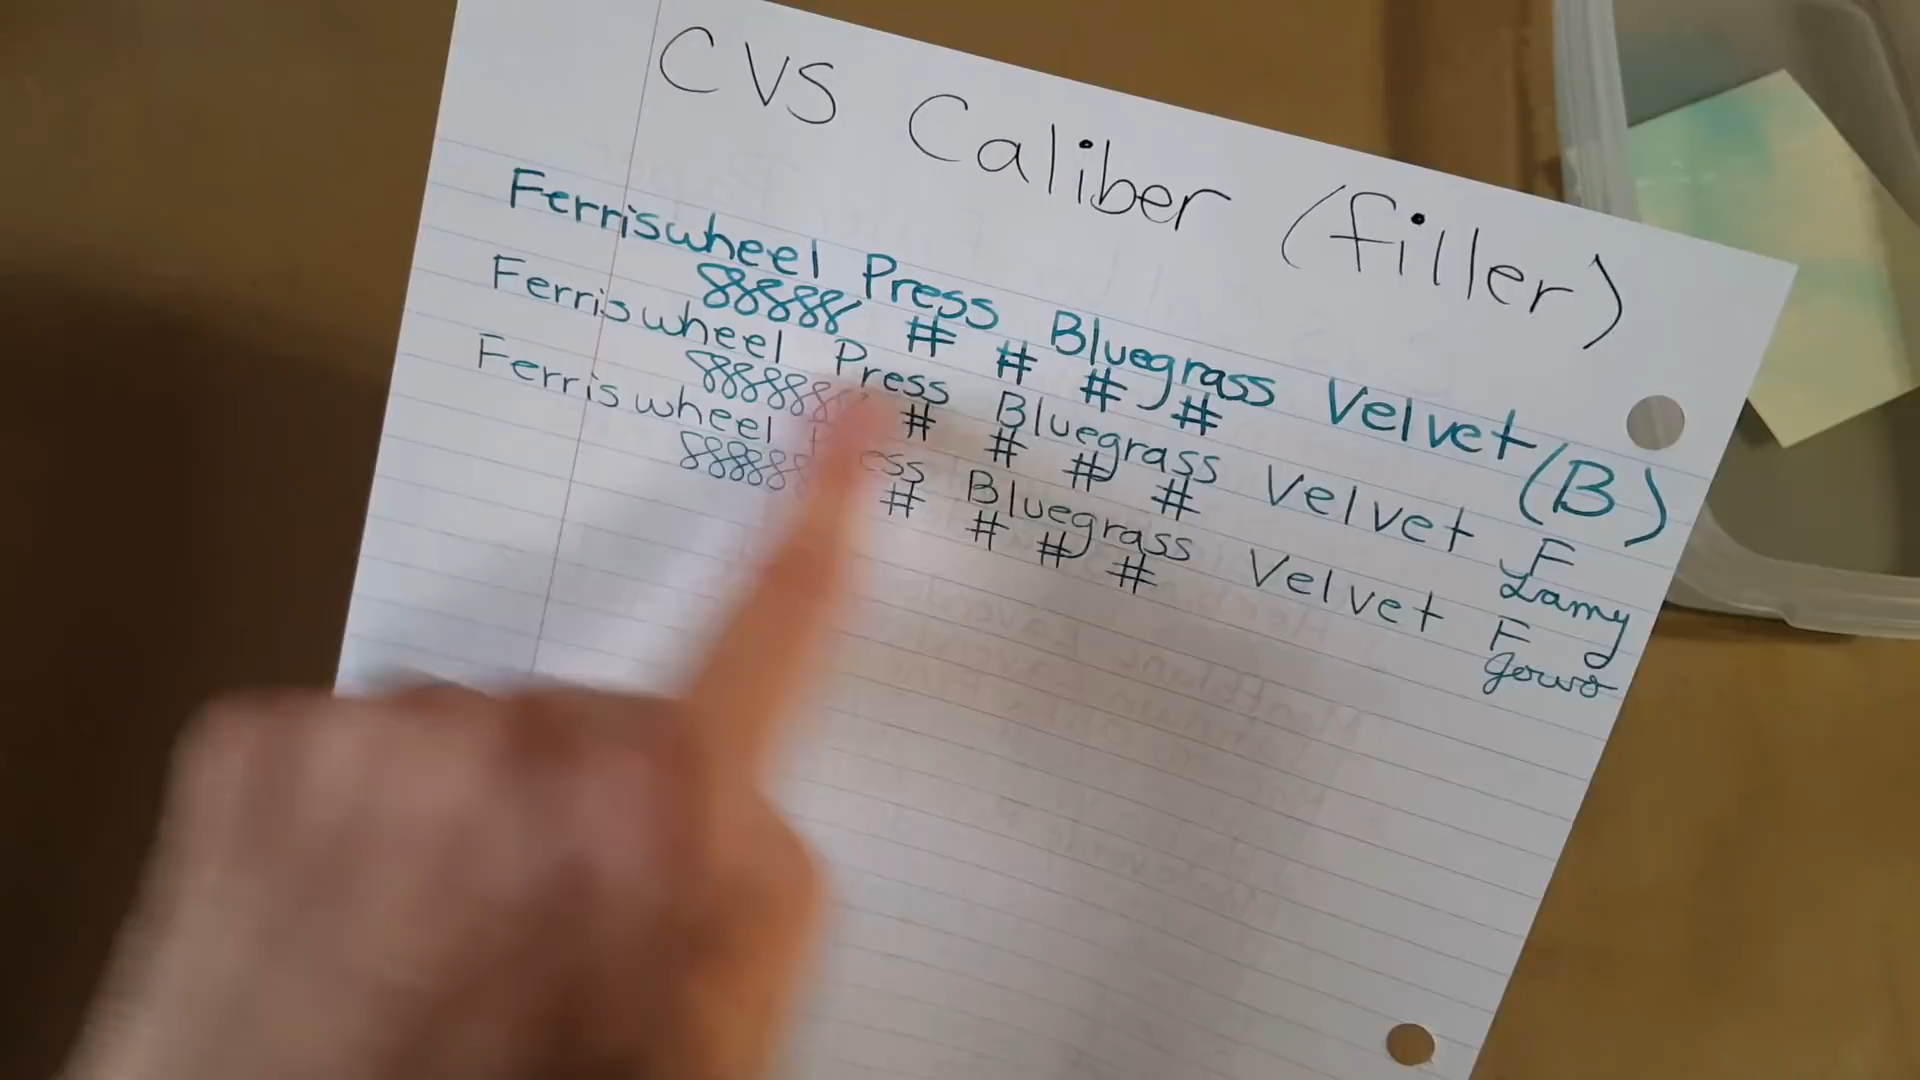 CVS Caliber (filler)
Ferriswheel Press Bluegrass Velvet (B)
88888 # # # #
Ferriswheel Press Bluegrass Velvet F
Lamy
88888 # # # #
Ferriswheel Press Bluegrass Velvet F
Jowo
88888 # # # #